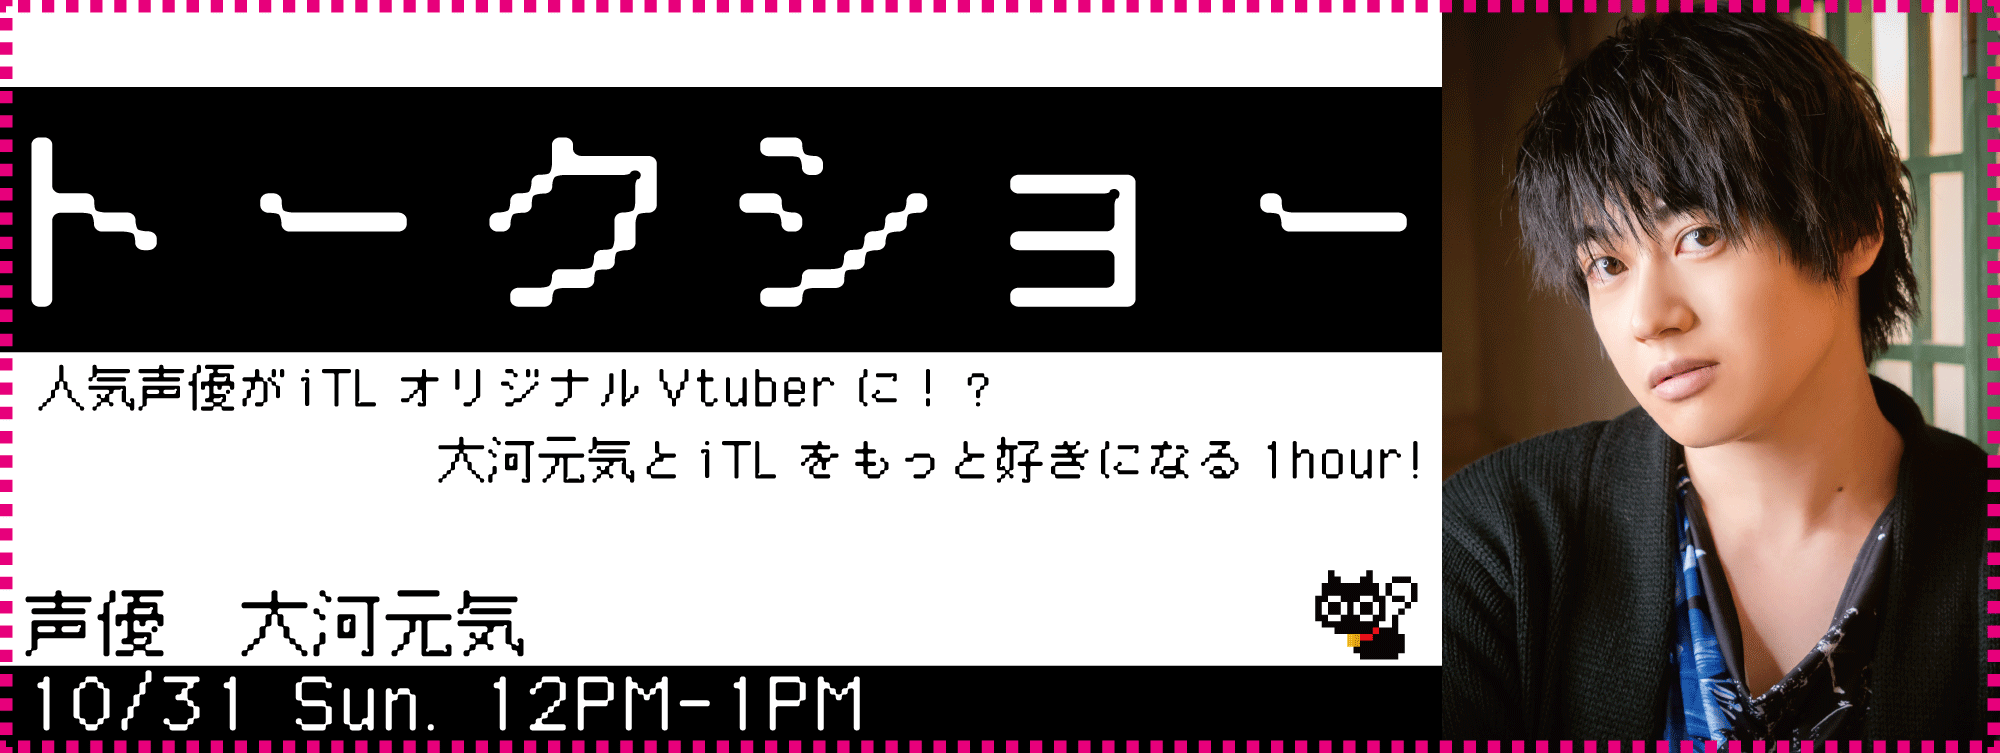 トークショー
人気声優がiTLオリジナルVtuberに！？
大河元気とiTLをもっと好きになる1hour!
声優　大河元気
10/31 Sun. 12PM-1PM